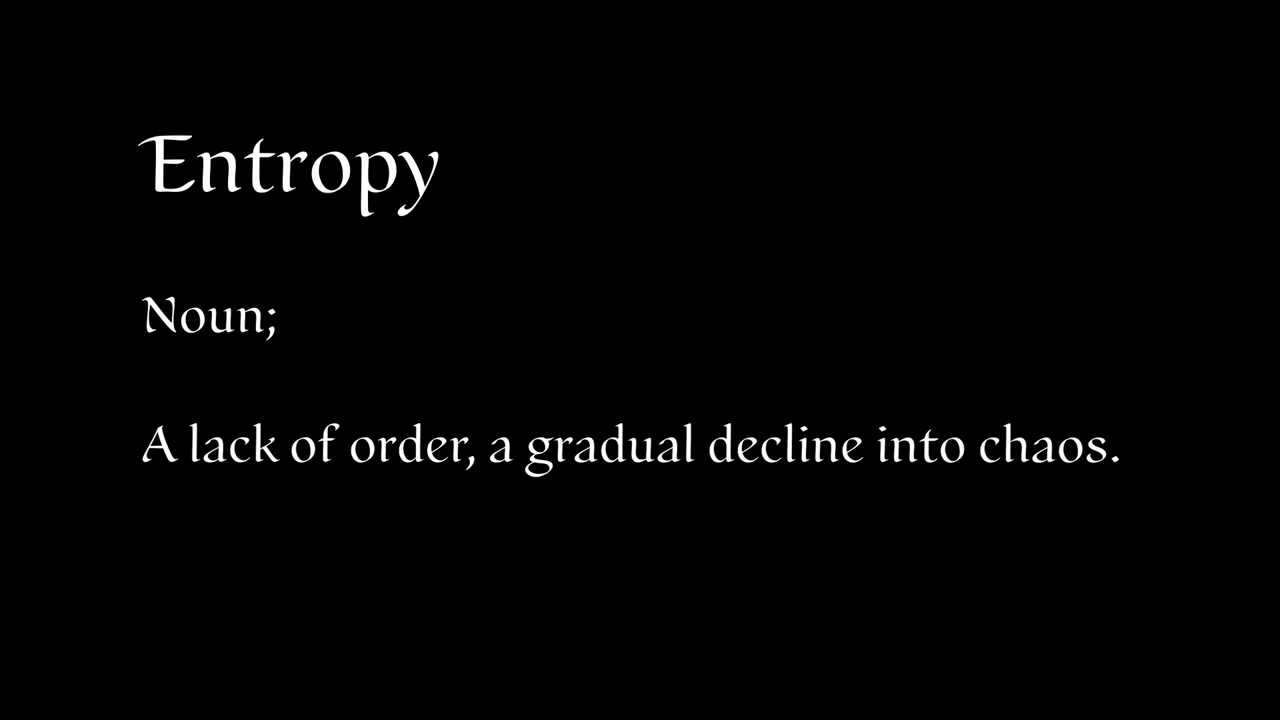 Entropy
Noun;
A lack of order, a gradual decline into chaos.